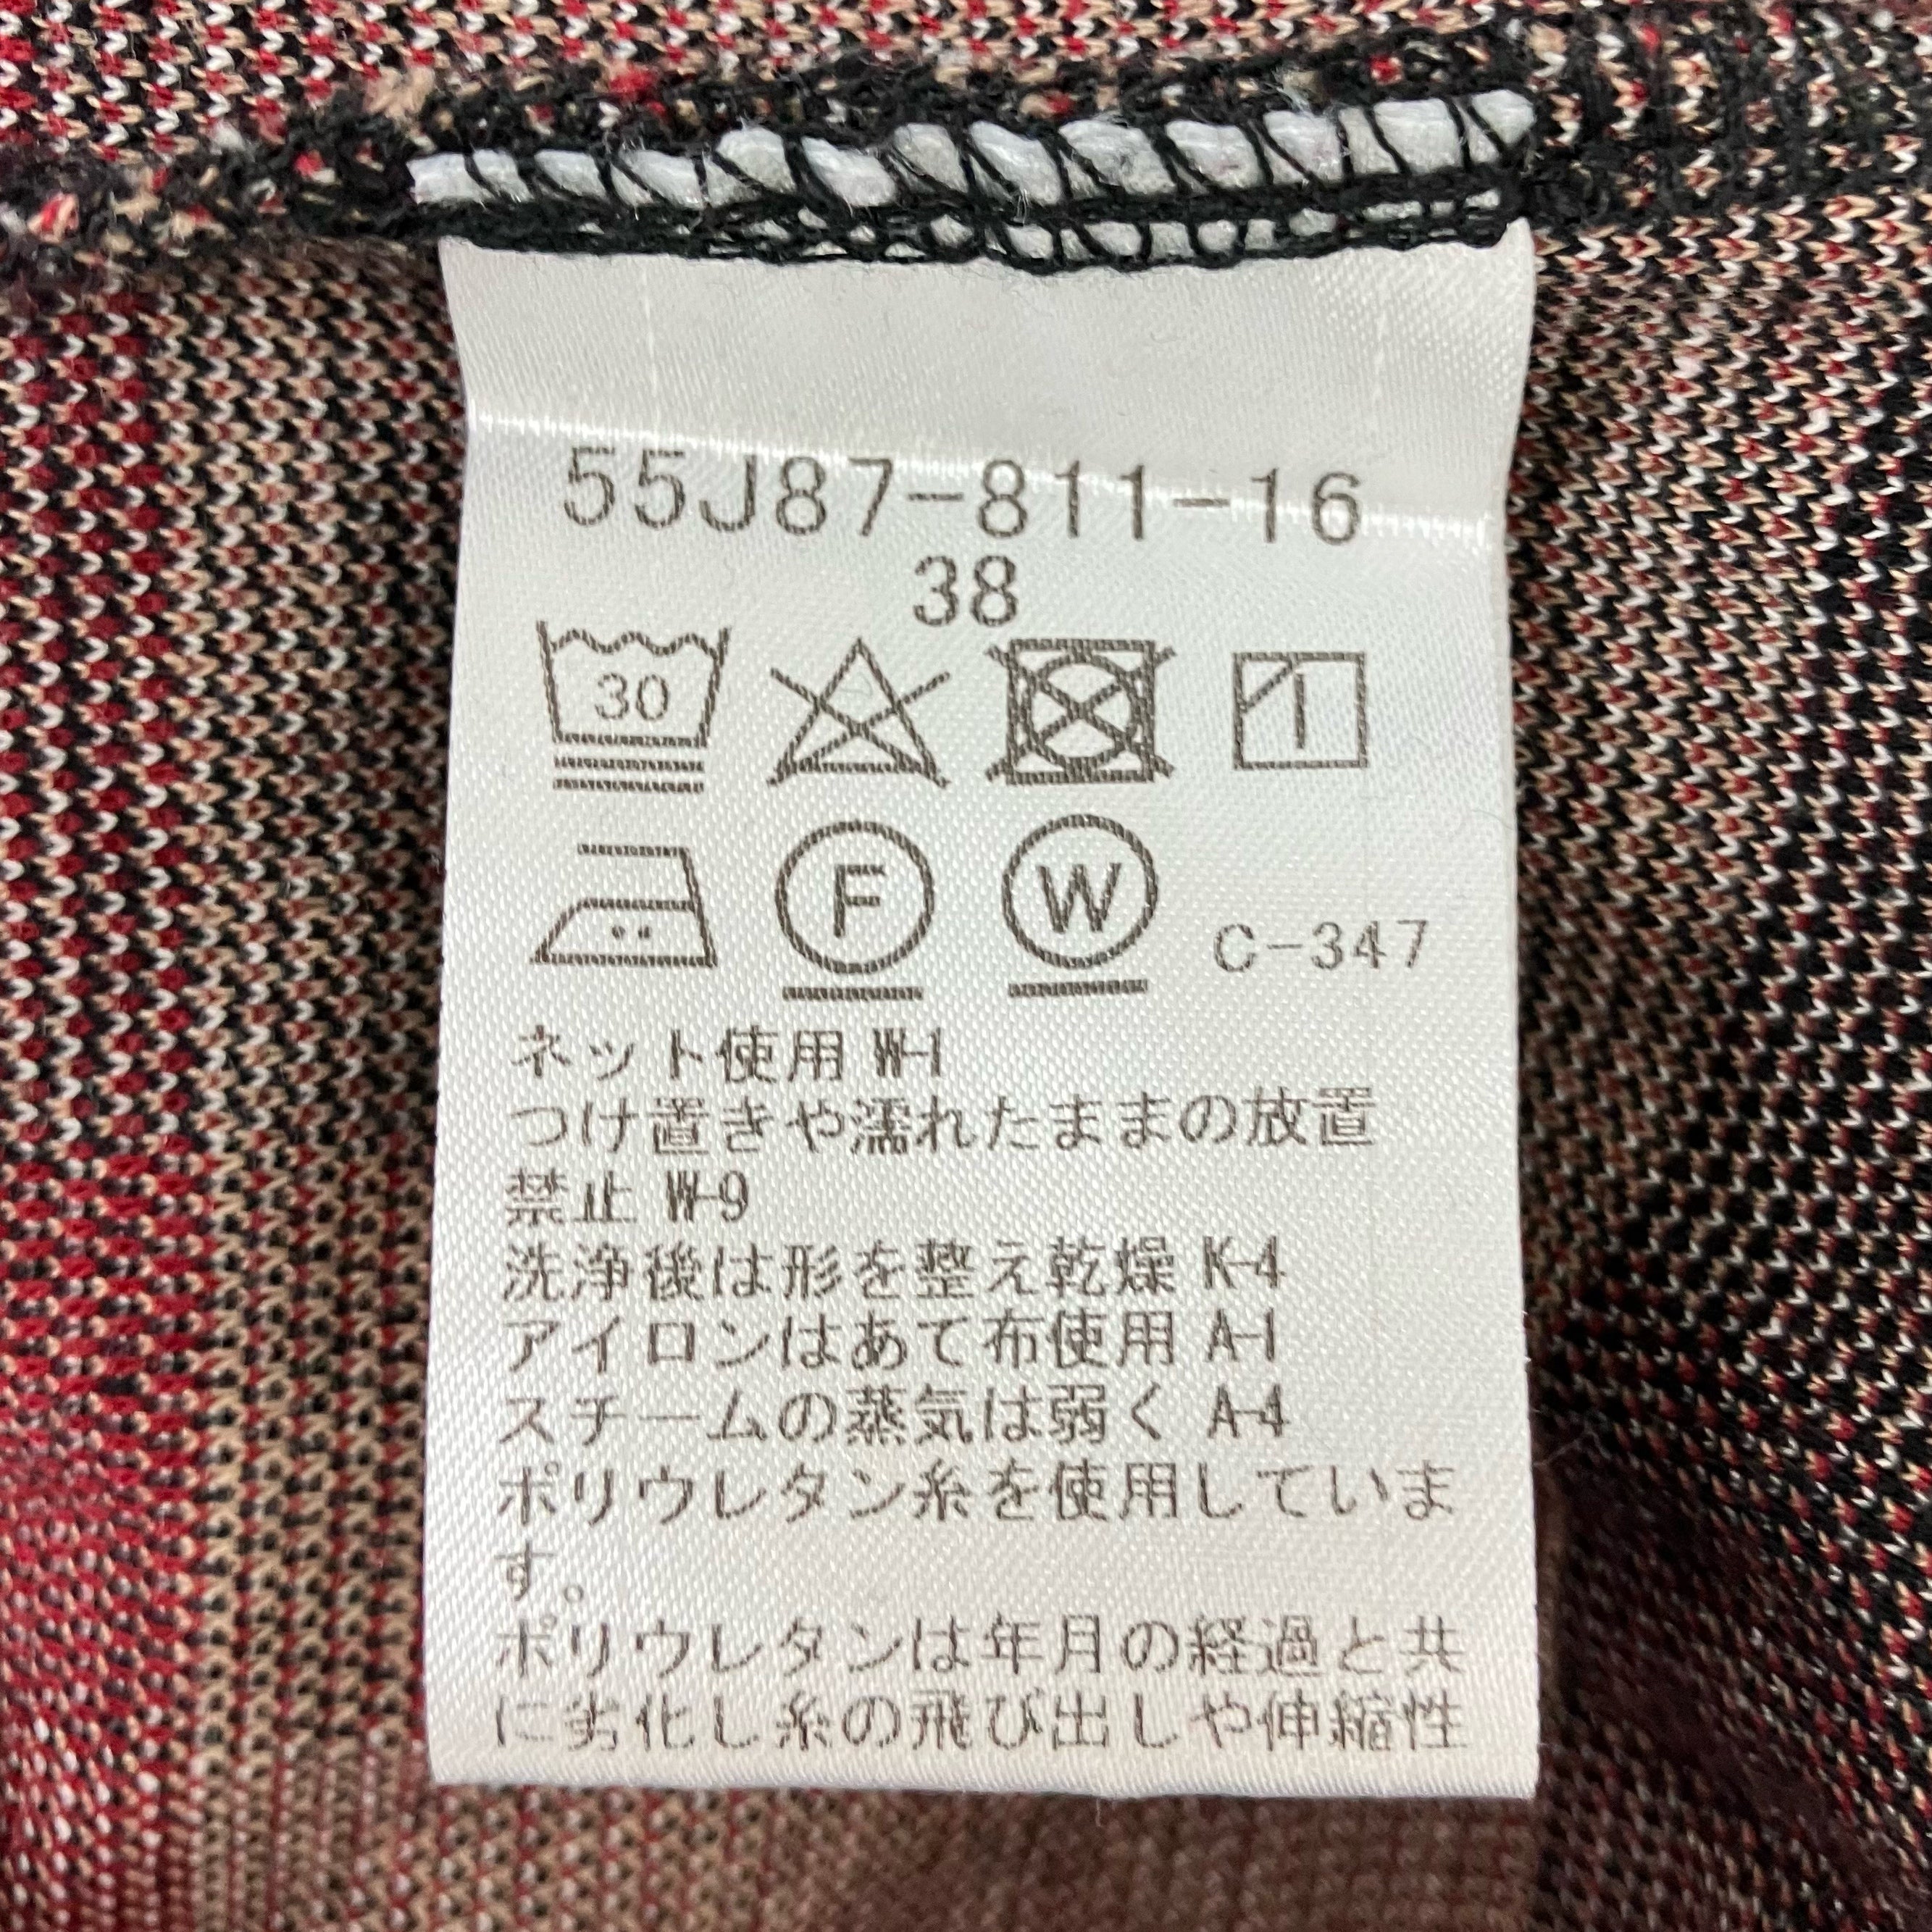 55J87-811-16
38
30
F W C-347
ネット使用 W-1
つけ置きや濡れたままの放置
禁止 W-9
洗浄後は形を整え乾燥 K-4
アイロンはあて布使用 A-1
スチームの蒸気は弱く A-4
ポリウレタン糸を使用していま
す。
ポリウレタンは年月の経過と共
に劣化し糸の飛び出しや伸縮性